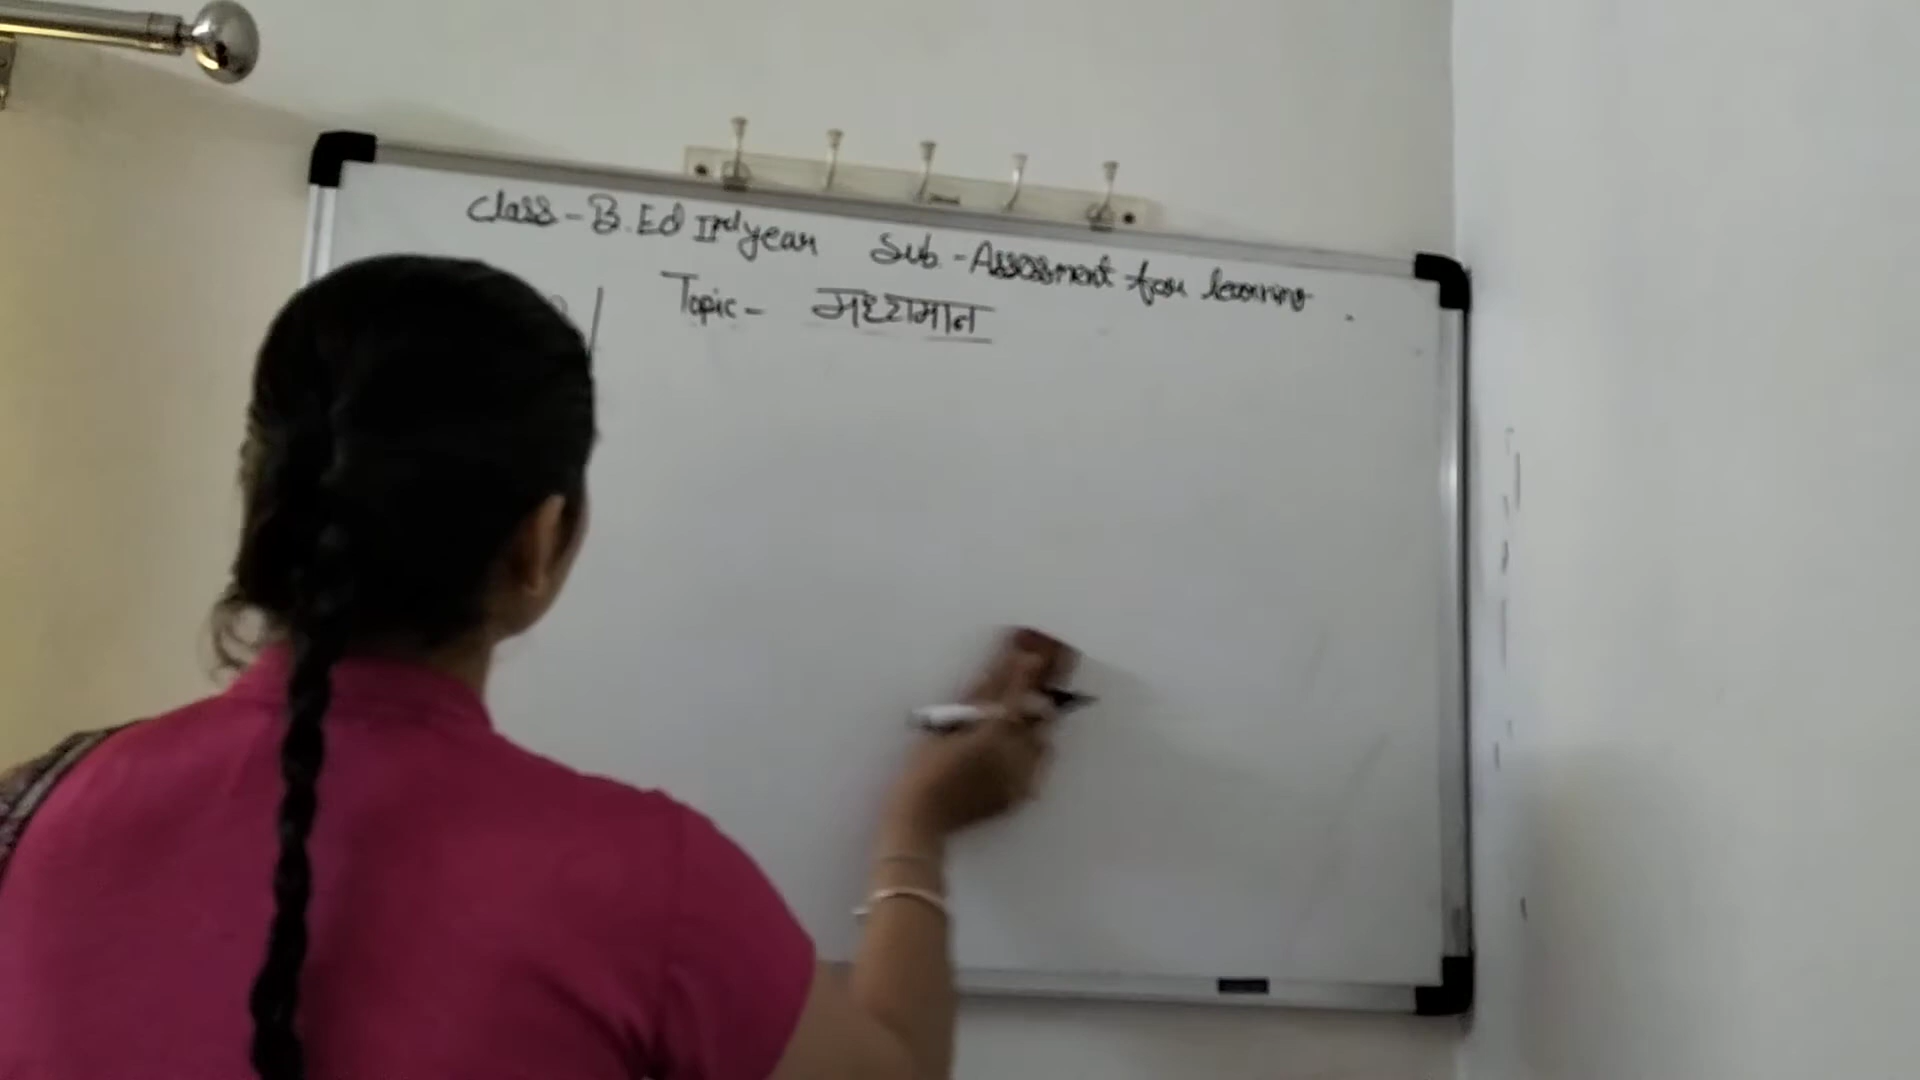 Class - B.Ed IInd year Sub. - Assessment for learning.
Topic - मध्यमान